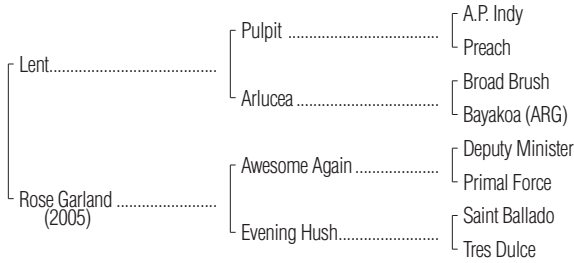 A.P. Indy
Pulpit
Preach
Lent
Broad Brush
Arlucea
Bayakoa (ARG)
Deputy Minister
Awesome Again
Primal Force
Rose Garland
(2005)
Saint Ballado
Evening Hush
Tres Dulce